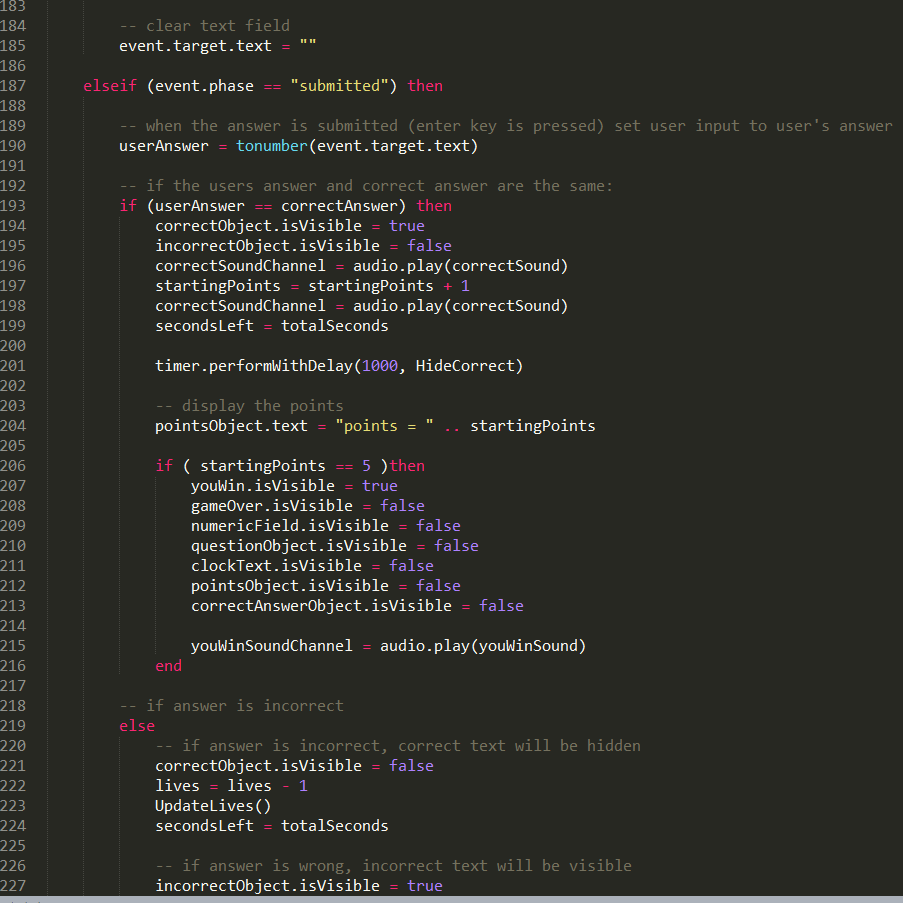 183
184 -- clear text field
185 event.target.text = ""
186
187 elseif (event.phase == "submitted") then
188
189 -- when the answer is submitted (enter key is pressed) set user input to user's answer
190 userAnswer = tonumber(event.target.text)
191
192 -- if the users answer and correct answer are the same:
193 if (userAnswer == correctAnswer) then
194 correctObject.isVisible = true
195 incorrectObject.isVisible = false
196 correctSoundChannel = audio.play(correctSound)
197 startingPoints = startingPoints + 1
198 correctSoundChannel = audio.play(correctSound)
199 secondsLeft = totalSeconds
200
201 timer.performWithDelay(1000, HideCorrect)
202
203 -- display the points
204 pointsObject.text = "points = " .. startingPoints
205
206 if ( startingPoints == 5 )then
207 youWin.isVisible = true
208 gameOver.isVisible = false
209 numericField.isVisible = false
210 questionObject.isVisible = false
211 clockText.isVisible = false
212 pointsObject.isVisible = false
213 correctAnswerObject.isVisible = false
214
215 youWinSoundChannel = audio.play(youWinSound)
216 end
217
218 -- if answer is incorrect
219 else
220 -- if answer is incorrect, correct text will be hidden
221 correctObject.isVisible = false
222 lives = lives - 1
223 UpdateLives()
224 secondsLeft = totalSeconds
225
226 -- if answer is wrong, incorrect text will be visible
227 incorrectObject.isVisible = true